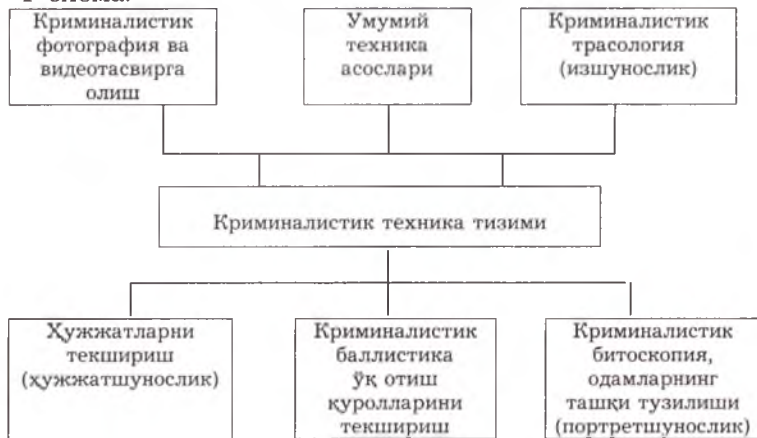 Криминалистик
фотография ва
видеотасвирга
олиш
Умумий
техника
асослари
Криминалистик
трасология
(изшунослик)
Криминалистик техника тизими
Ҳужжатларни
текшириш
(ҳужжатшунослик)
Криминалистик
баллистика
ўқ отиш
қуролларини
текшириш
Криминалистик
битоскопия,
одамларнинг
ташқи тузилиши
(портретшунослик)